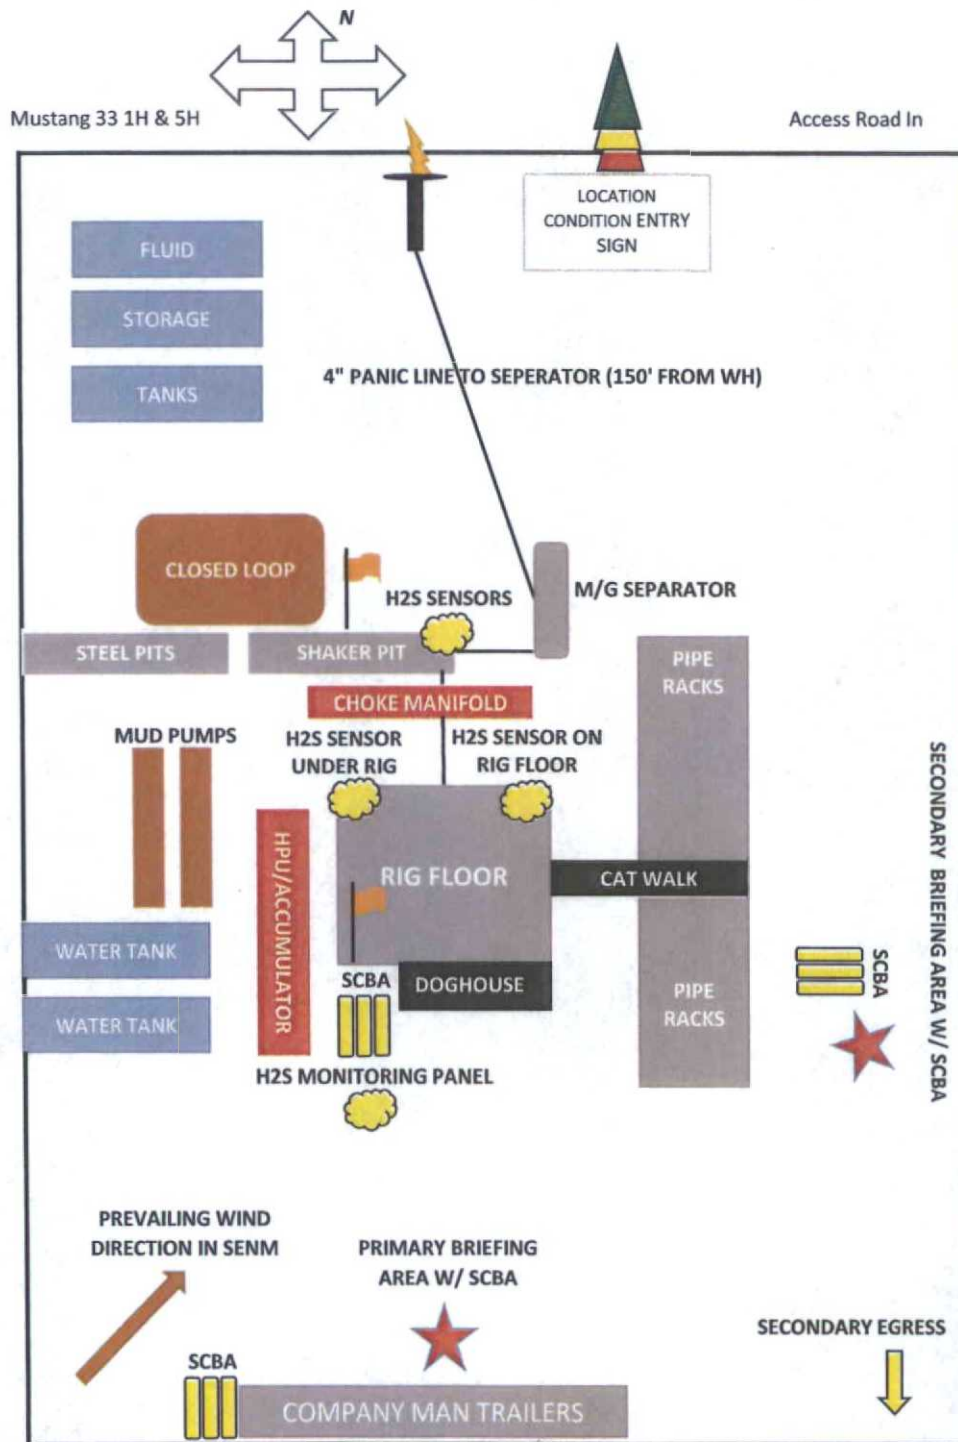 N
Mustang 33 1H & 5H
Access Road In
LOCATION
CONDITION ENTRY
SIGN
FLUID
STORAGE
TANKS
4" PANIC LINE TO SEPERATOR (150' FROM WH)
CLOSED LOOP
H2S SENSORS
M/G SEPARATOR
STEEL PITS
SHAKER PIT
PIPE
RACKS
CHOKE MANIFOLD
MUD PUMPS
H2S SENSOR
UNDER RIG
H2S SENSOR ON
RIG FLOOR
HPU/ACCUMULATOR
RIG FLOOR
CAT WALK
SECONDARY BRIEFING AREA W/ SCBA
WATER TANK
SCBA
DOGHOUSE
PIPE
RACKS
SCBA
WATER TANK
H2S MONITORING PANEL
PREVAILING WIND
DIRECTION IN SENM
PRIMARY BRIEFING
AREA W/ SCBA
SECONDARY EGRESS
SCBA
COMPANY MAN TRAILERS